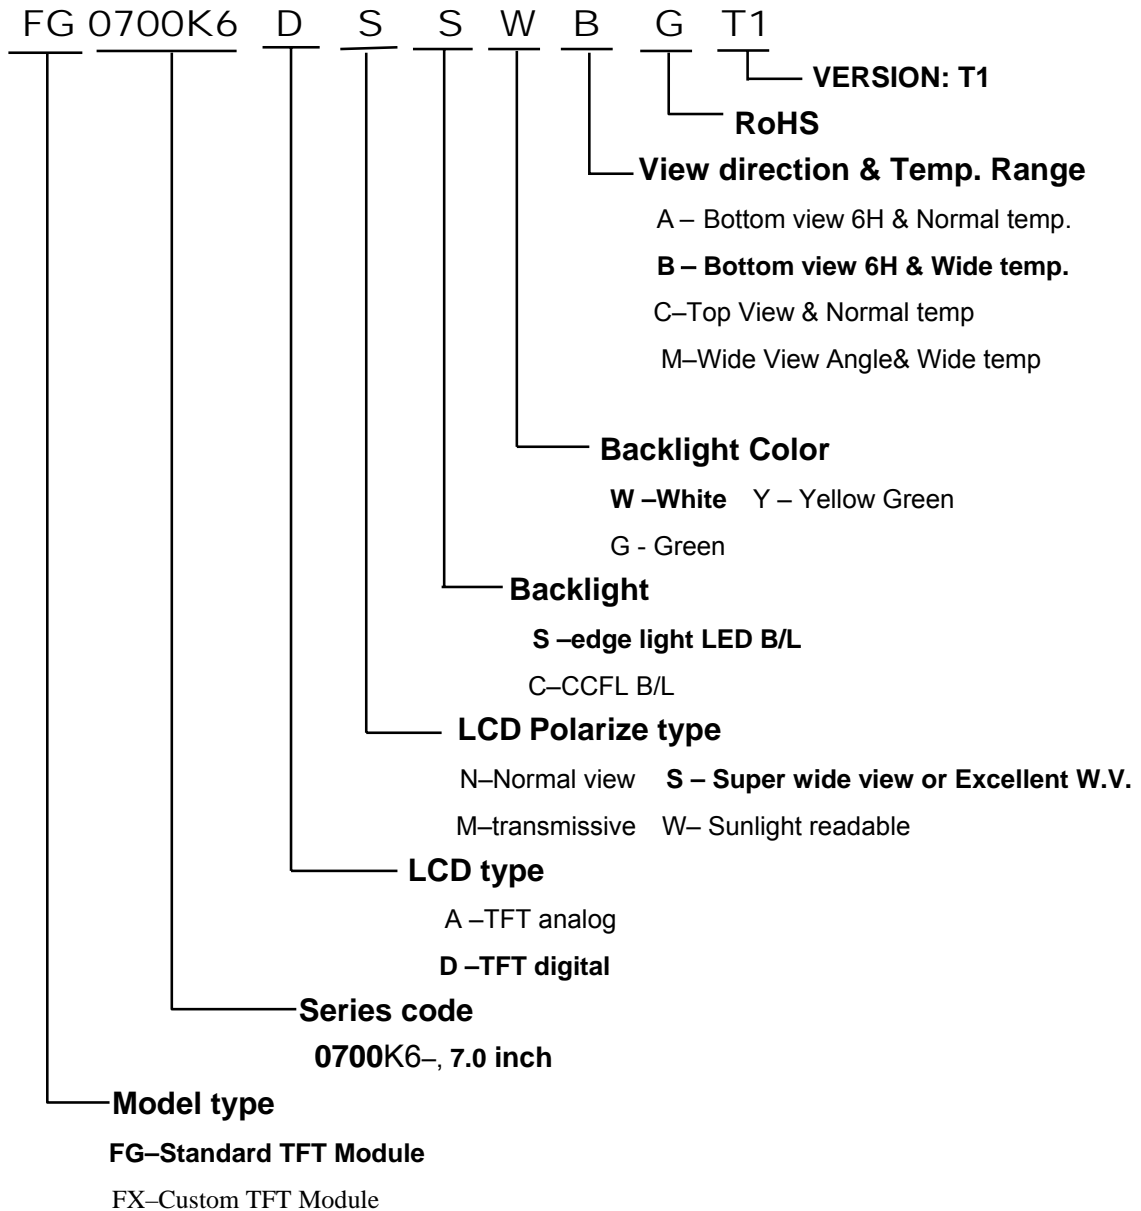 FG 0700K6 D S S W B G T1
VERSION: T1
RoHS
View direction & Temp. Range
A – Bottom view 6H & Normal temp.
B – Bottom view 6H & Wide temp.
C–Top View & Normal temp
M–Wide View Angle& Wide temp
Backlight Color
W –White Y – Yellow Green
G - Green
Backlight
S –edge light LED B/L
C–CCFL B/L
LCD Polarize type
N–Normal view S – Super wide view or Excellent W.V.
M–transmissive W– Sunlight readable
LCD type
A –TFT analog
D –TFT digital
Series code
0700K6–, 7.0 inch
Model type
FG–Standard TFT Module
FX–Custom TFT Module